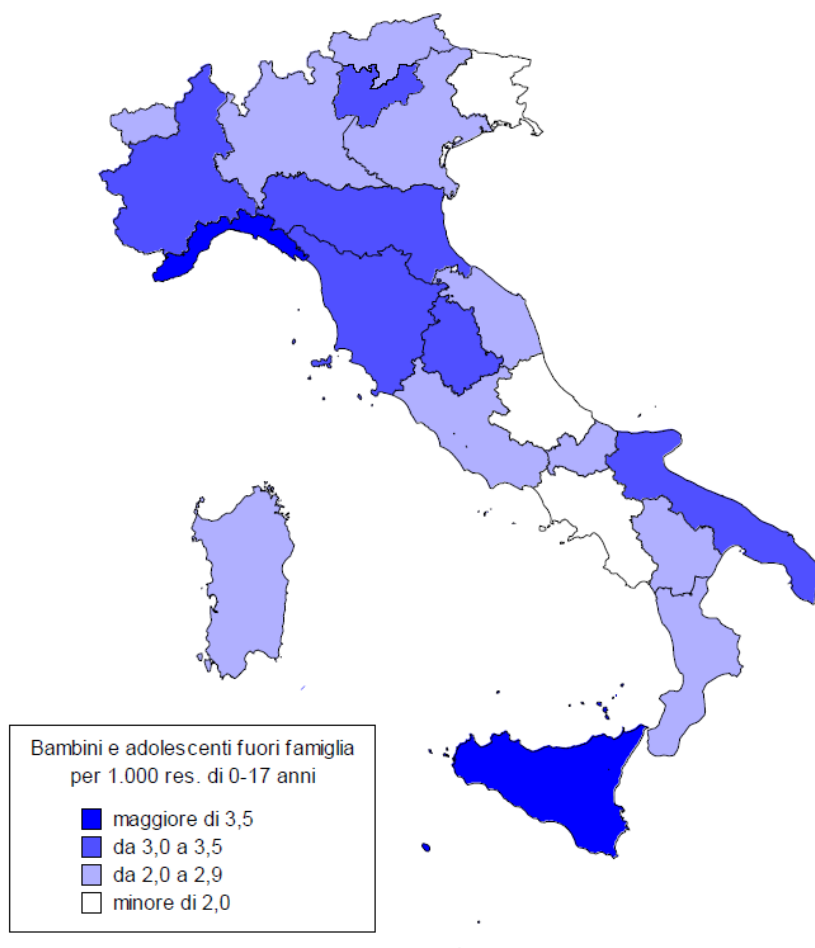 Bambini e adolescenti fuori famiglia
per 1.000 res. di 0-17 anni
maggiore di 3,5
da 3,0 a 3,5
da 2,0 a 2,9
minore di 2,0